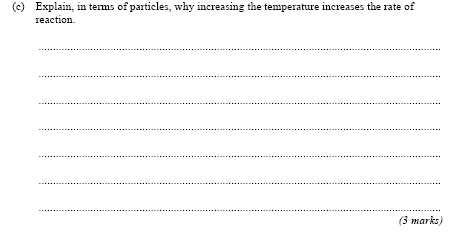 (c) Explain, in terms of particles, why increasing the temperature increases the rate of
reaction.
(3 marks)